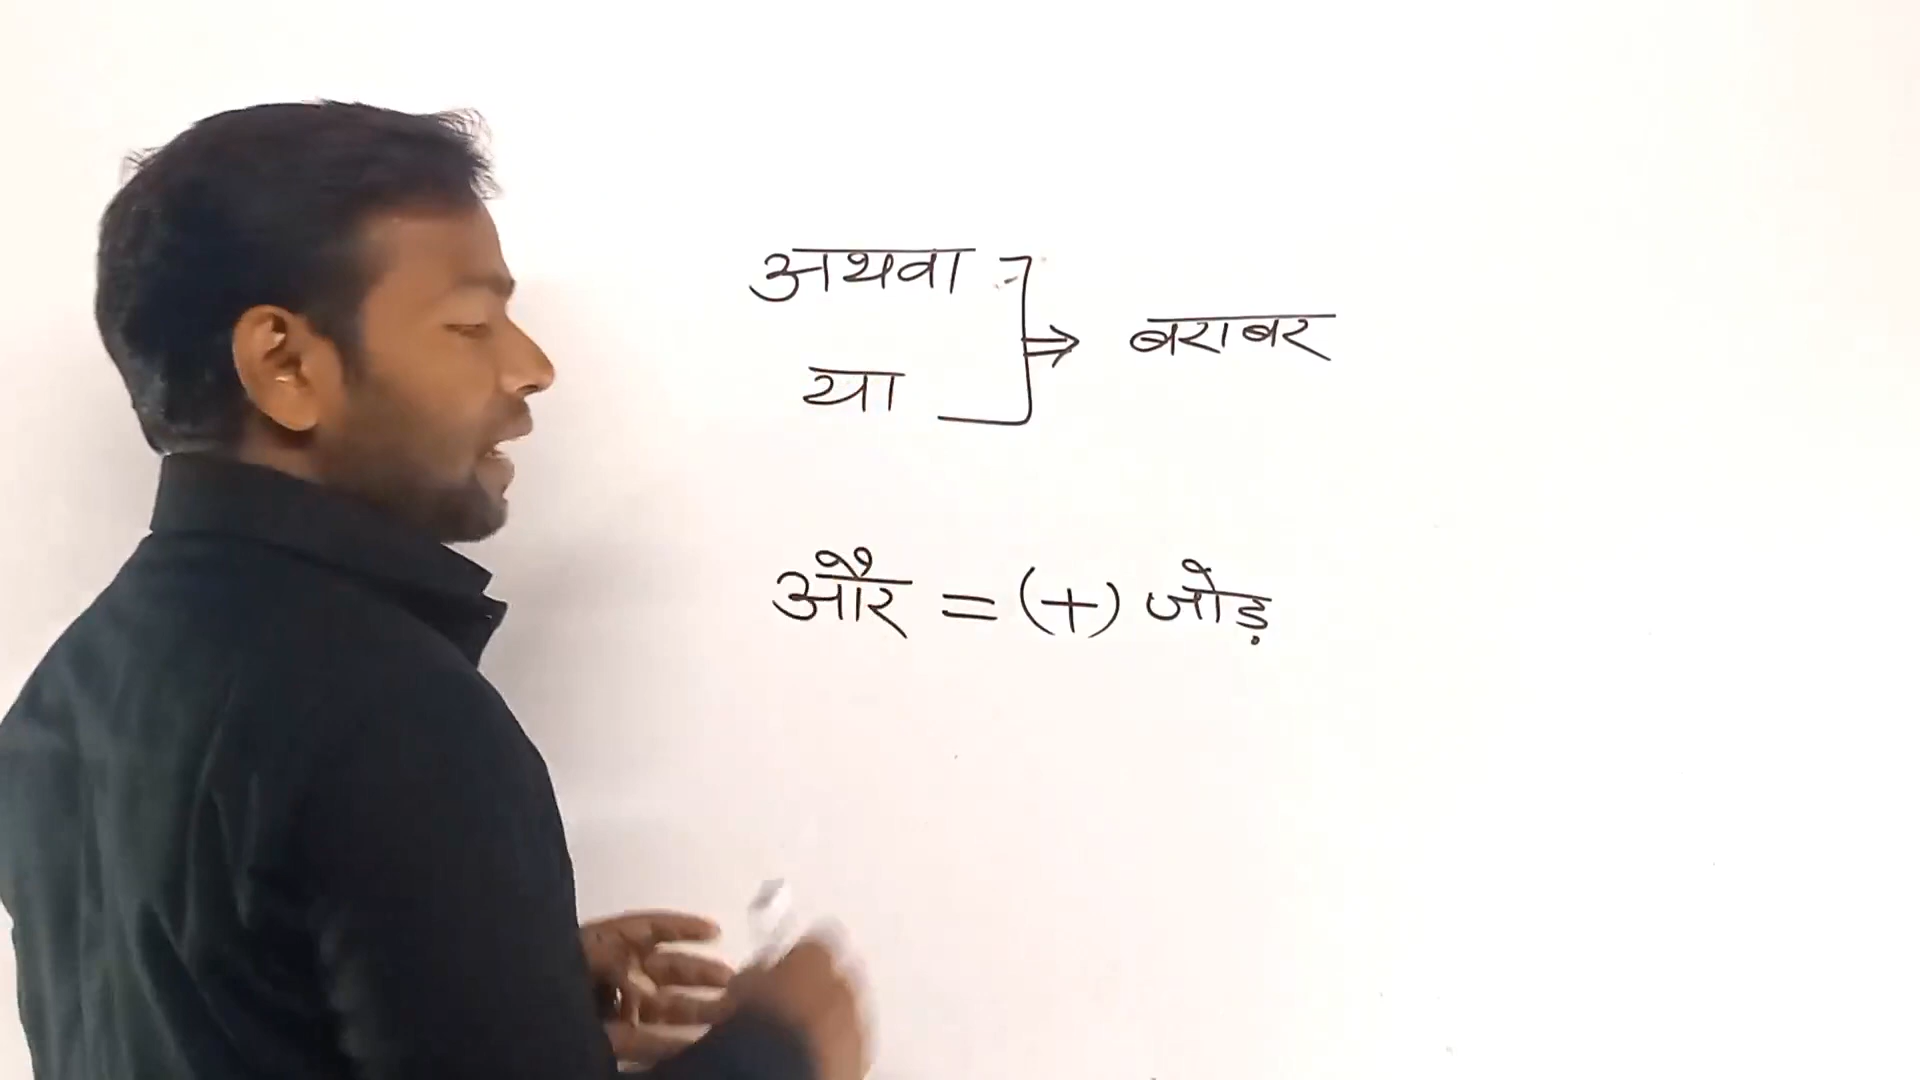 अथवा
या
⇒ बराबर
और = (+) जोड़